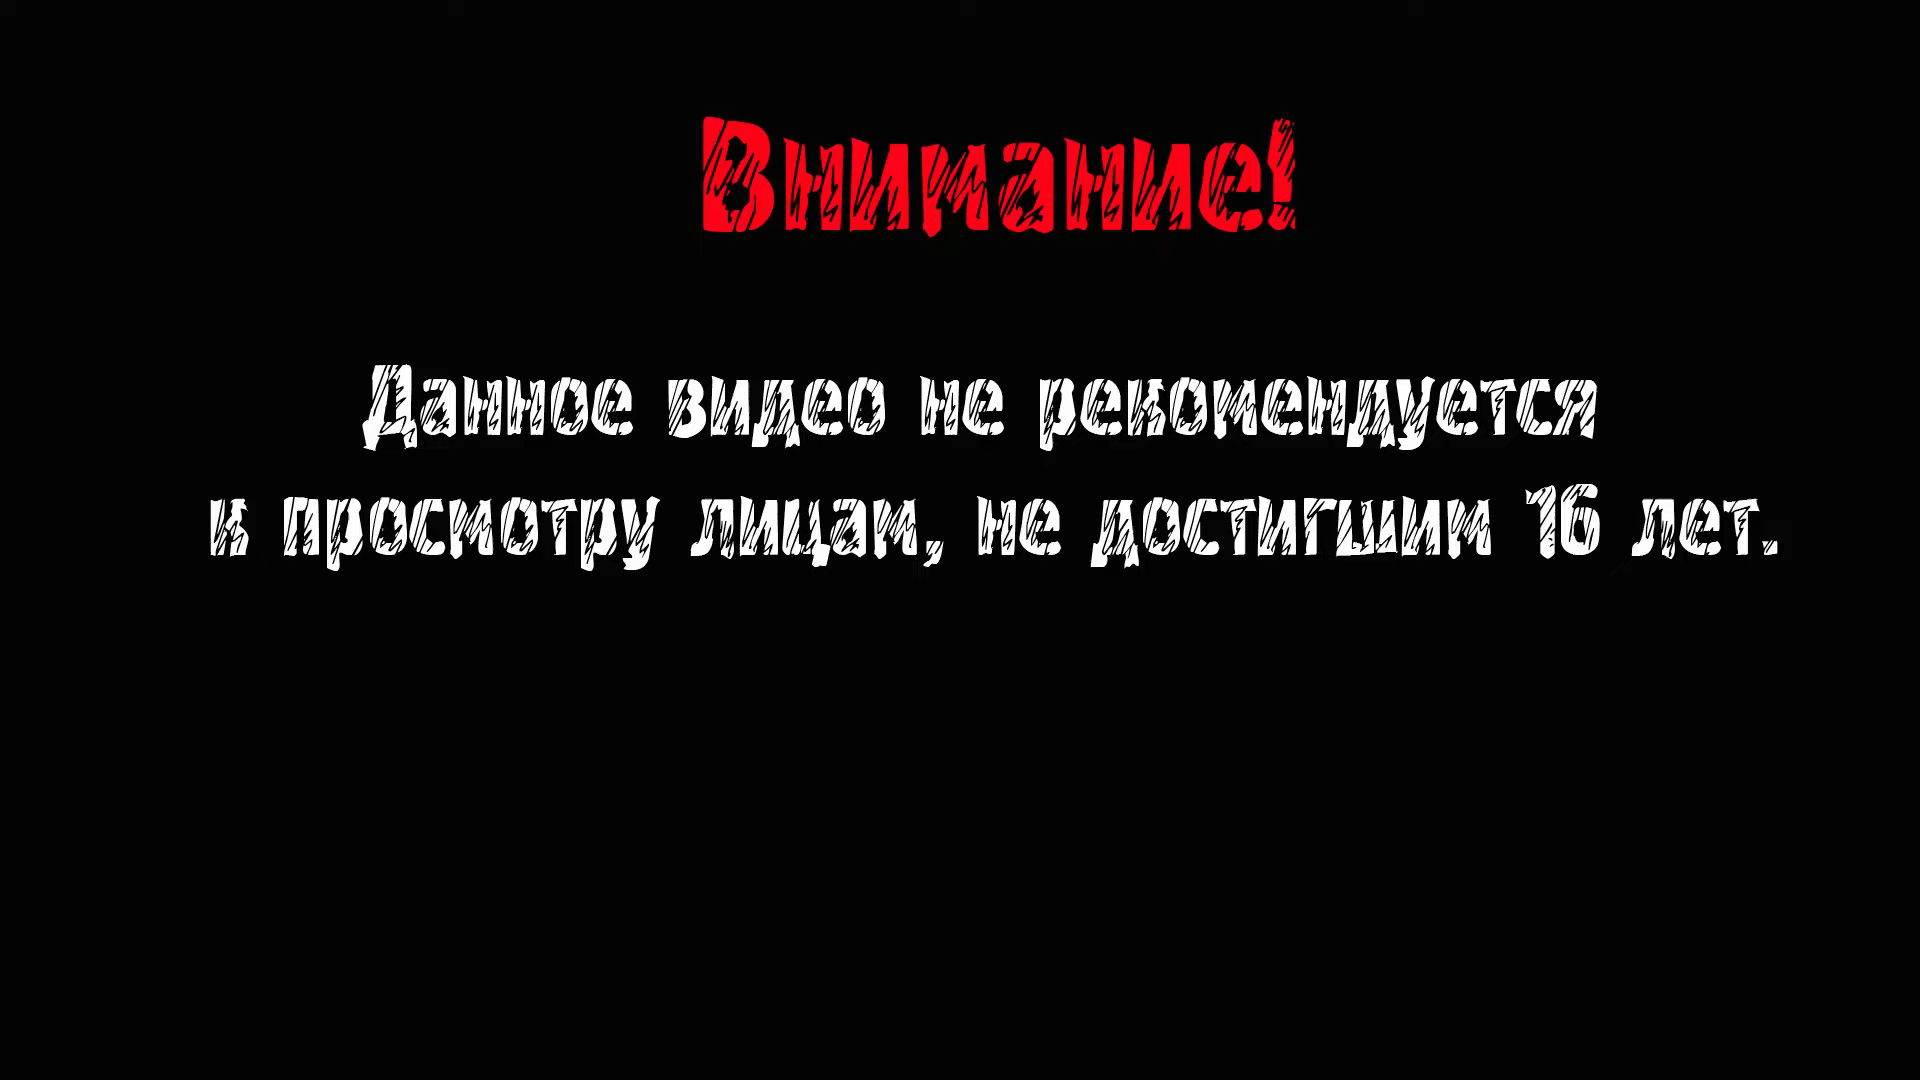 Внимание!
Данное видео не рекомендуется
к просмотру лицам, не достигшим 16 лет.